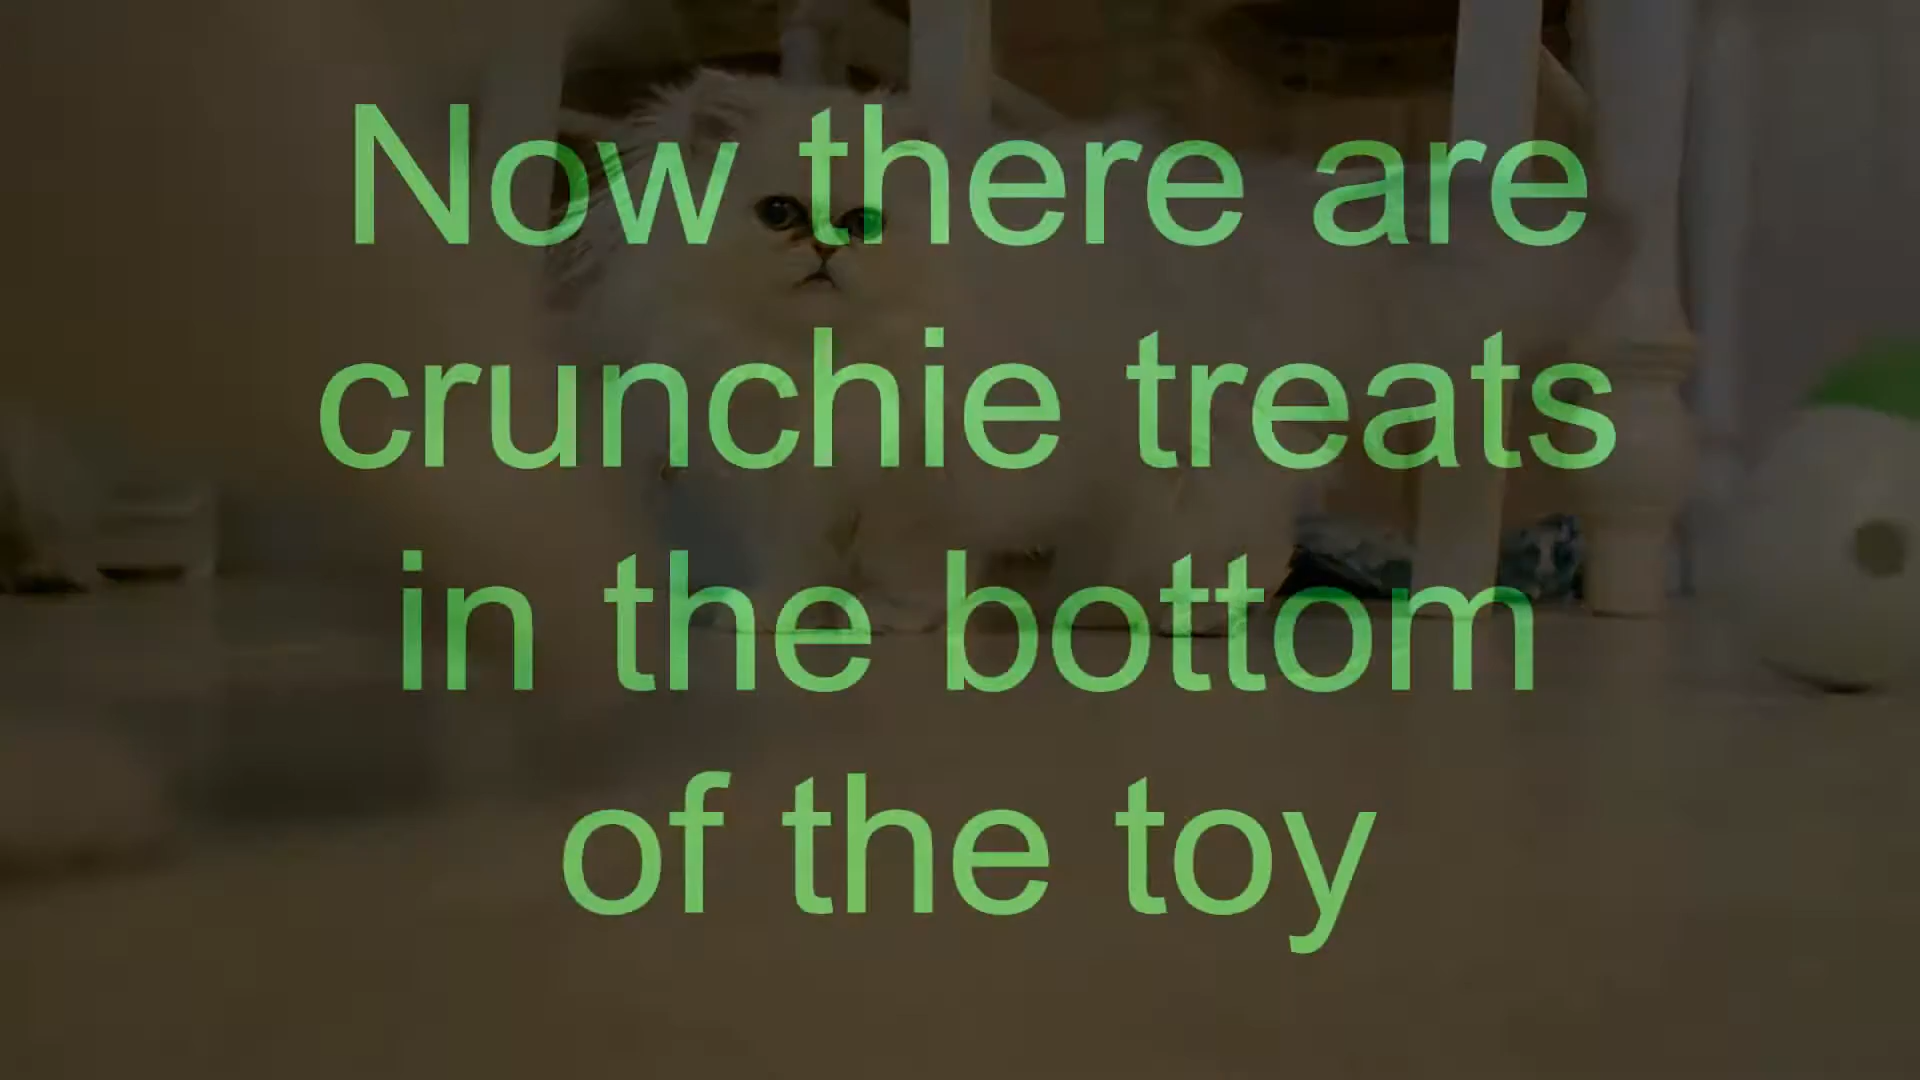 Now there are
crunchie treats
in the bottom
of the toy